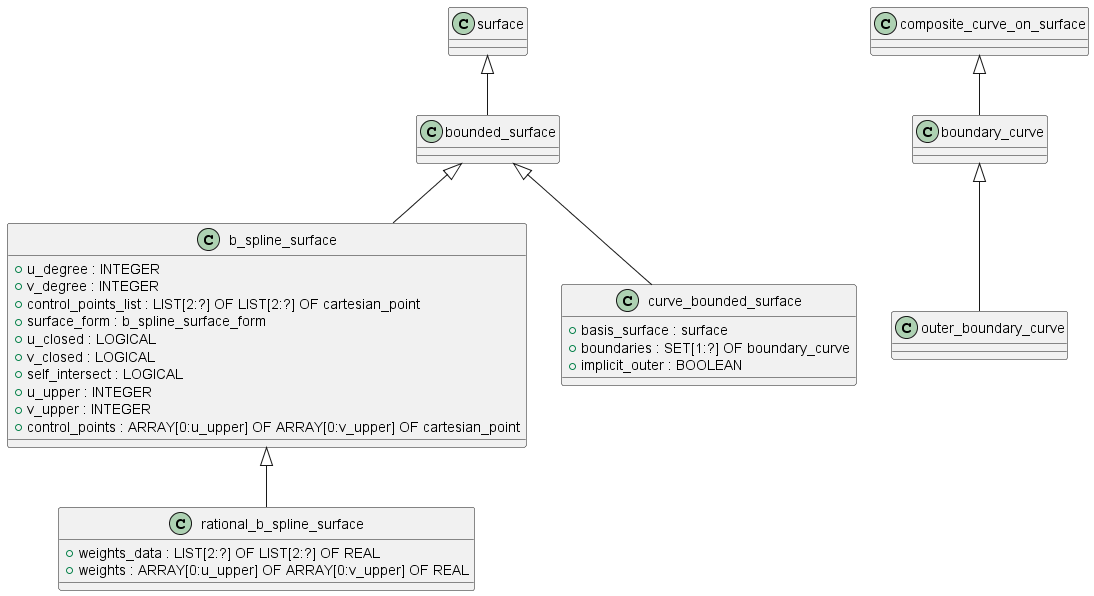 C surface
C composite_curve_on_surface
C bounded_surface
C boundary_curve
C b_spline_surface
u_degree : INTEGER
v_degree : INTEGER
control_points_list : LIST[2:?] OF LIST[2:?] OF cartesian_point
surface_form : b_spline_surface_form
u_closed : LOGICAL
v_closed : LOGICAL
self_intersect : LOGICAL
u_upper : INTEGER
v_upper : INTEGER
control_points : ARRAY[0:u_upper] OF ARRAY[0:v_upper] OF cartesian_point
C curve_bounded_surface
basis_surface : surface
boundaries : SET[1:?] OF boundary_curve
implicit_outer : BOOLEAN
C outer_boundary_curve
C rational_b_spline_surface
weights_data : LIST[2:?] OF LIST[2:?] OF REAL
weights : ARRAY[0:u_upper] OF ARRAY[0:v_upper] OF REAL